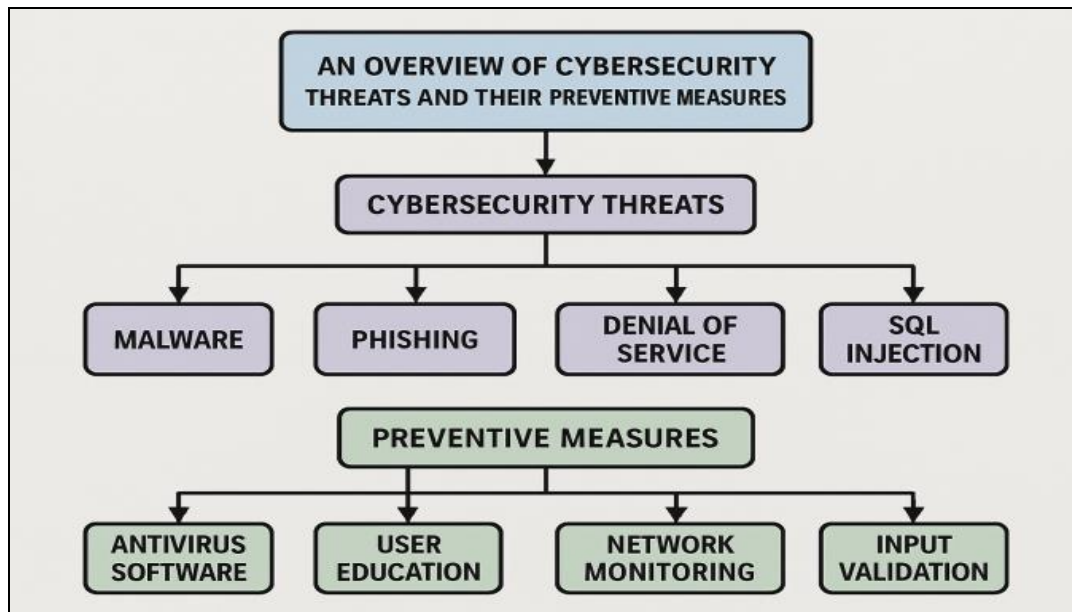 AN OVERVIEW OF CYBERSECURITY
THREATS AND THEIR PREVENTIVE MEASURES
CYBERSECURITY THREATS
MALWARE
PHISHING
DENIAL OF
SERVICE
SQL
INJECTION
PREVENTIVE MEASURES
ANTIVIRUS
SOFTWARE
USER
EDUCATION
NETWORK
MONITORING
INPUT
VALIDATION